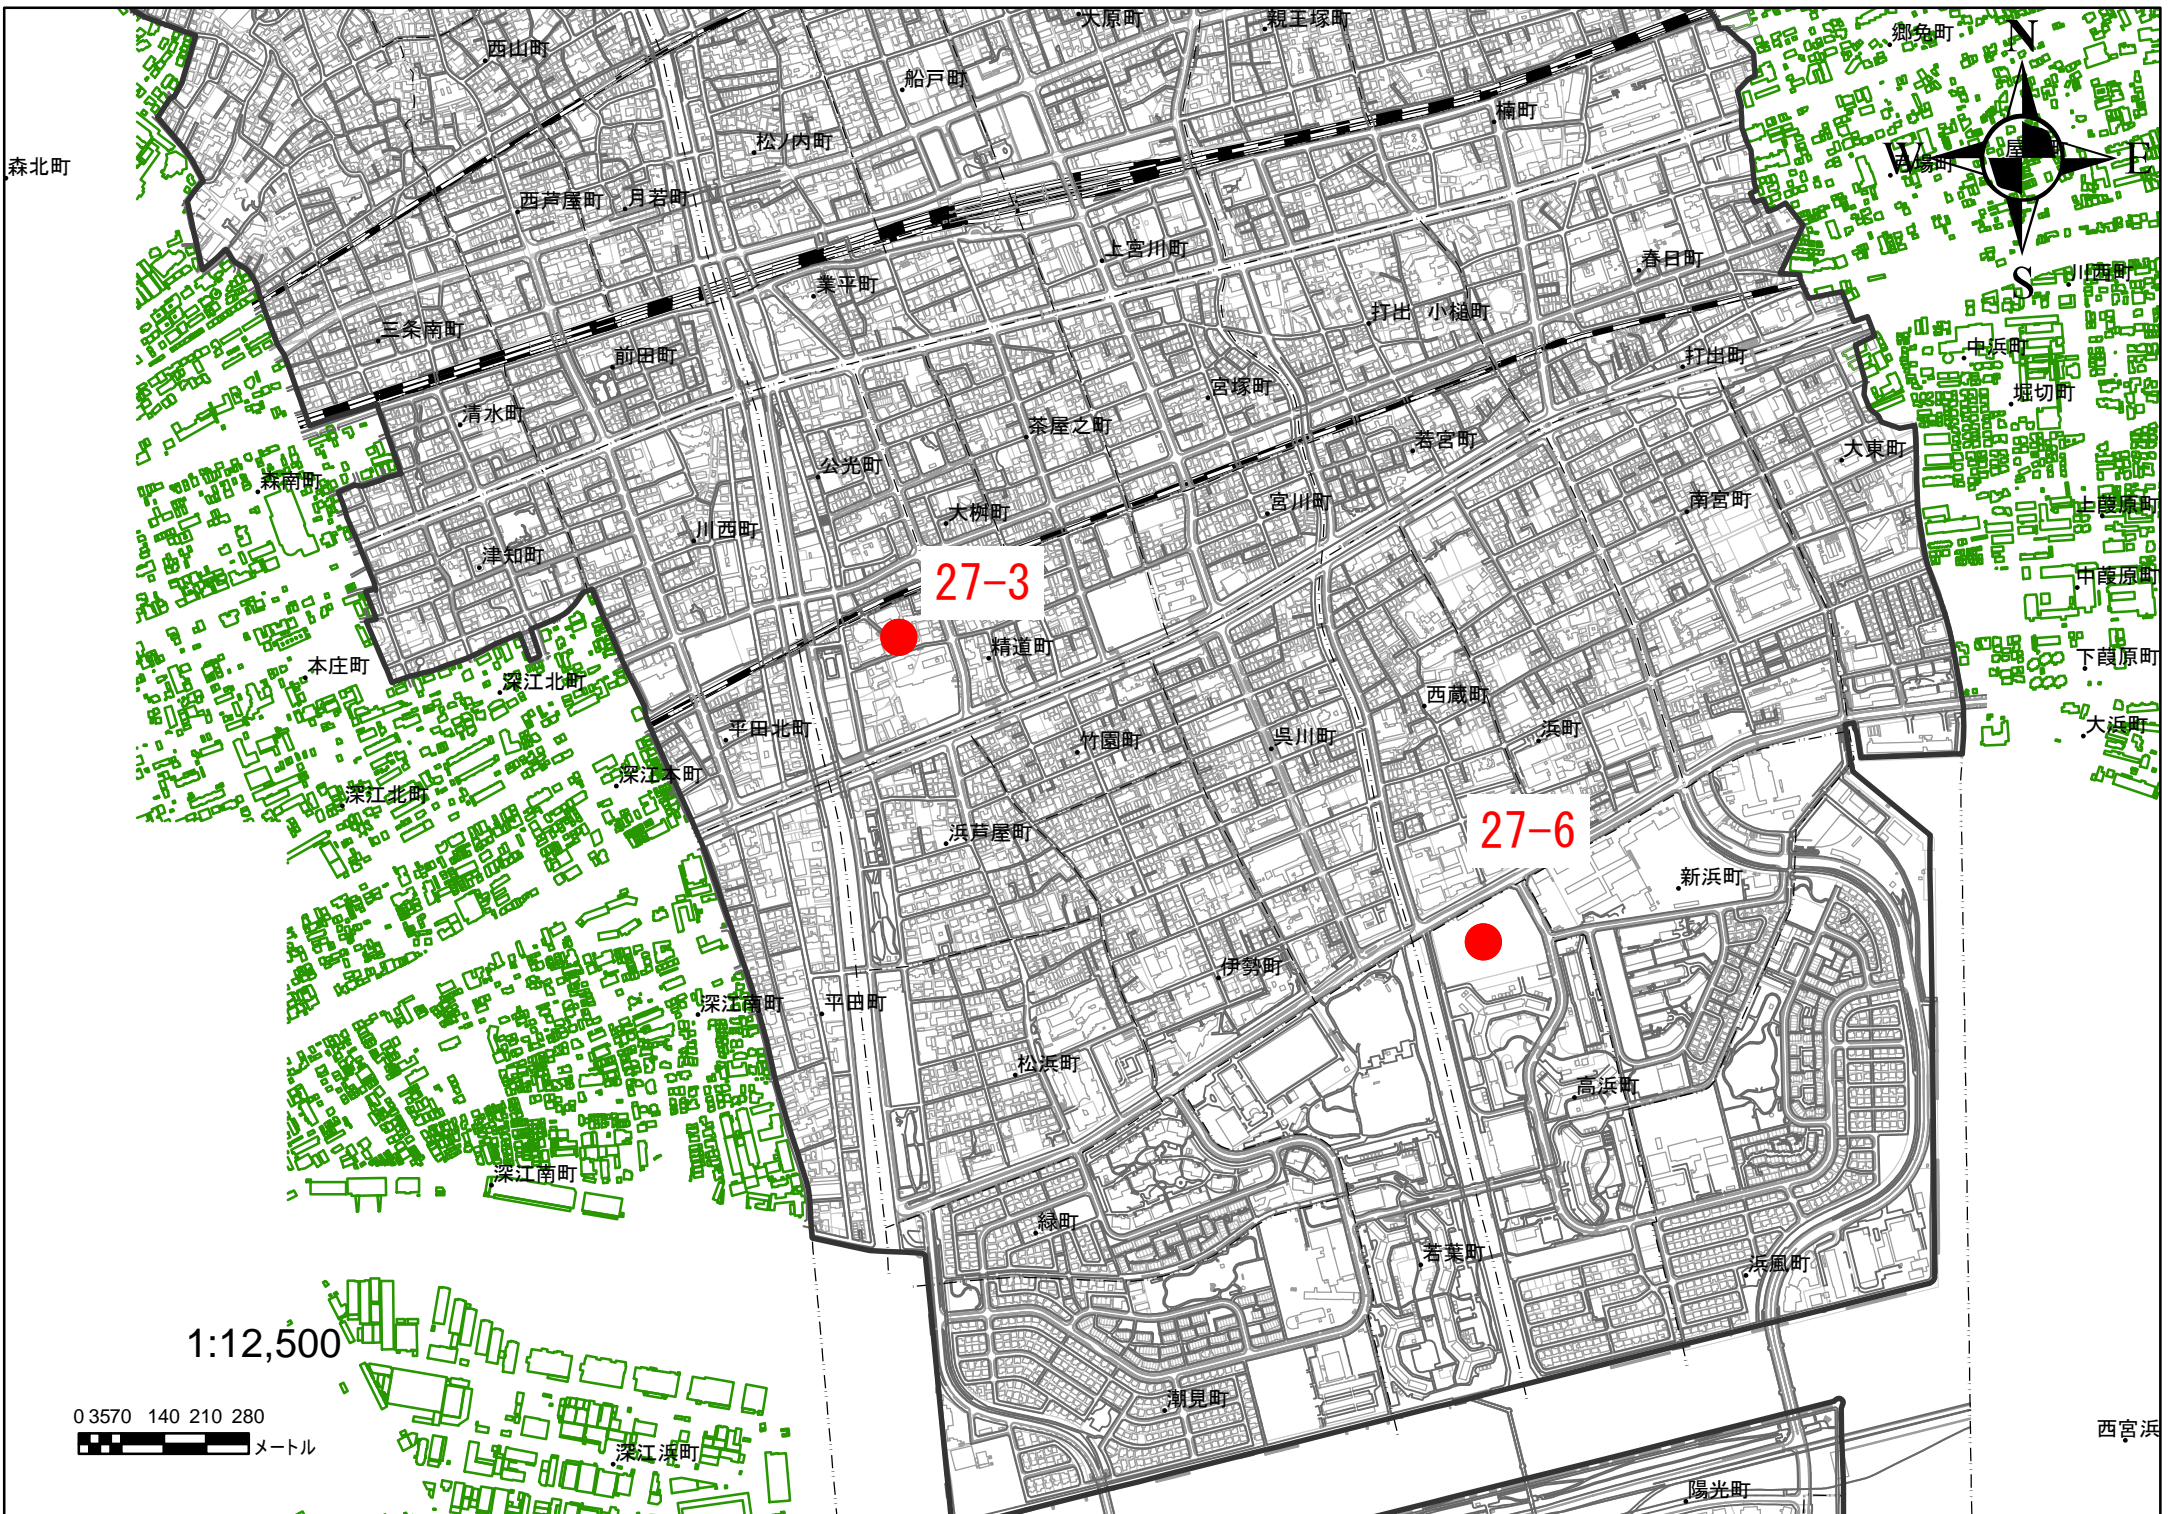 大原町
親王塚町
郷免町
N
西山町
船戸町
楠町
松ノ内町
森北町
W
E
西芦屋町
月若町
上宮川町
春日町
川西町
S
業平町
打出 小槌町
三条南町
前田町
打出町
中浜町
宮塚町
堀切町
清水町
茶屋之町
若宮町
大東町
公光町
森南町
宮川町
南宮町
上葭原町
大桝町
川西町
津知町
27-3
中葭原町
精道町
下葭原町
本庄町
深江北町
西蔵町
平田北町
竹園町
呉川町
浜町
大浜町
深江本町
深江北町
浜芦屋町
27-6
新浜町
伊勢町
深江南町
平田町
松浜町
高浜町
深江南町
緑町
若葉町
浜風町
1:12,500
潮見町
0 3570 140 210 280
メートル
深江浜町
西宮浜
陽光町